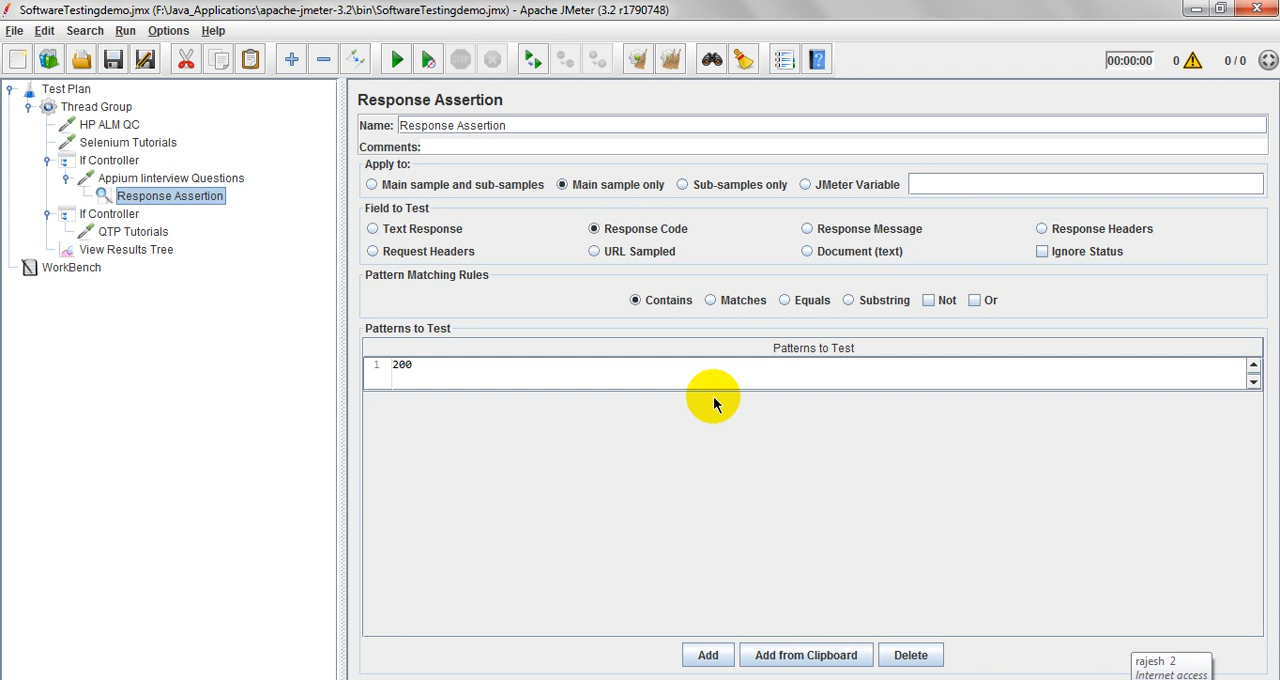 SoftwareTestingdemo.jmx (F:\Java_Applications\apache-jmeter-3.2\bin\SoftwareTestingdemo.jmx) - Apache JMeter (3.2 r1790748)
File Edit Search Run Options Help
00:00:00 0 0 / 0
Test Plan
Thread Group
HP ALM QC
Selenium Tutorials
If Controller
Appium Iinterview Questions
Response Assertion
If Controller
QTP Tutorials
View Results Tree
WorkBench
Response Assertion
Name: Response Assertion
Comments:
Apply to:
Main sample and sub-samples Main sample only Sub-samples only JMeter Variable
Field to Test
Text Response Response Code Response Message Response Headers
Request Headers URL Sampled Document (text) Ignore Status
Pattern Matching Rules
Contains Matches Equals Substring Not Or
Patterns to Test
Patterns to Test
1 200
Add Add from Clipboard Delete
rajesh 2
Internet access